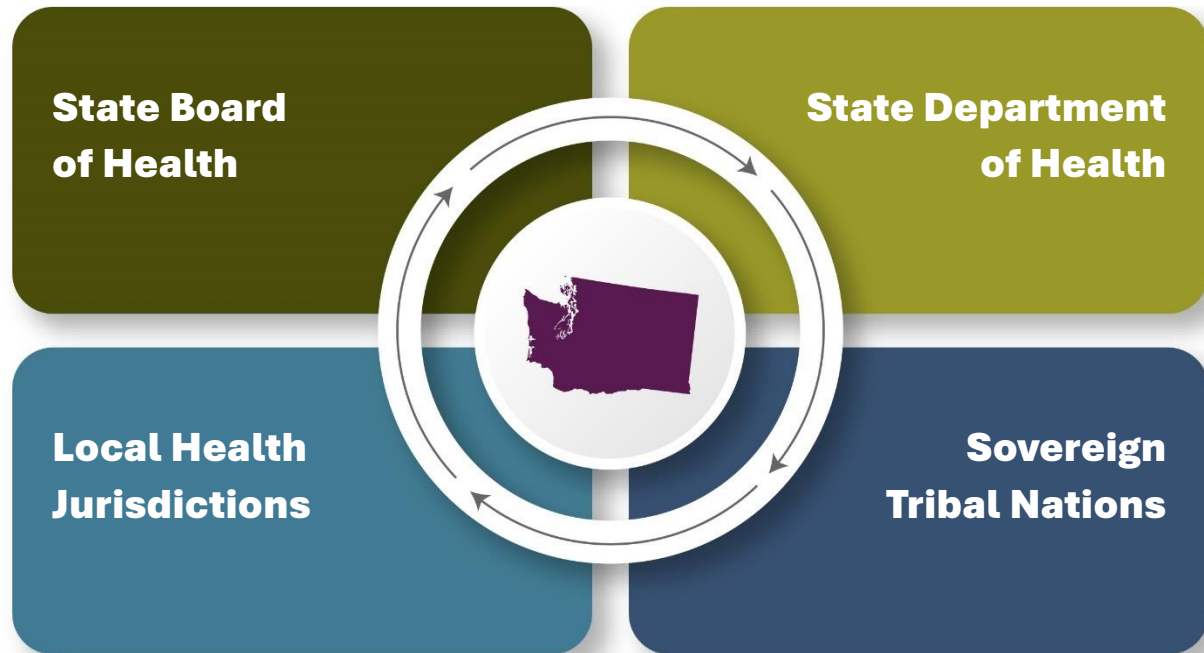 State Board
of Health
State Department
of Health
Local Health
Jurisdictions
Sovereign
Tribal Nations